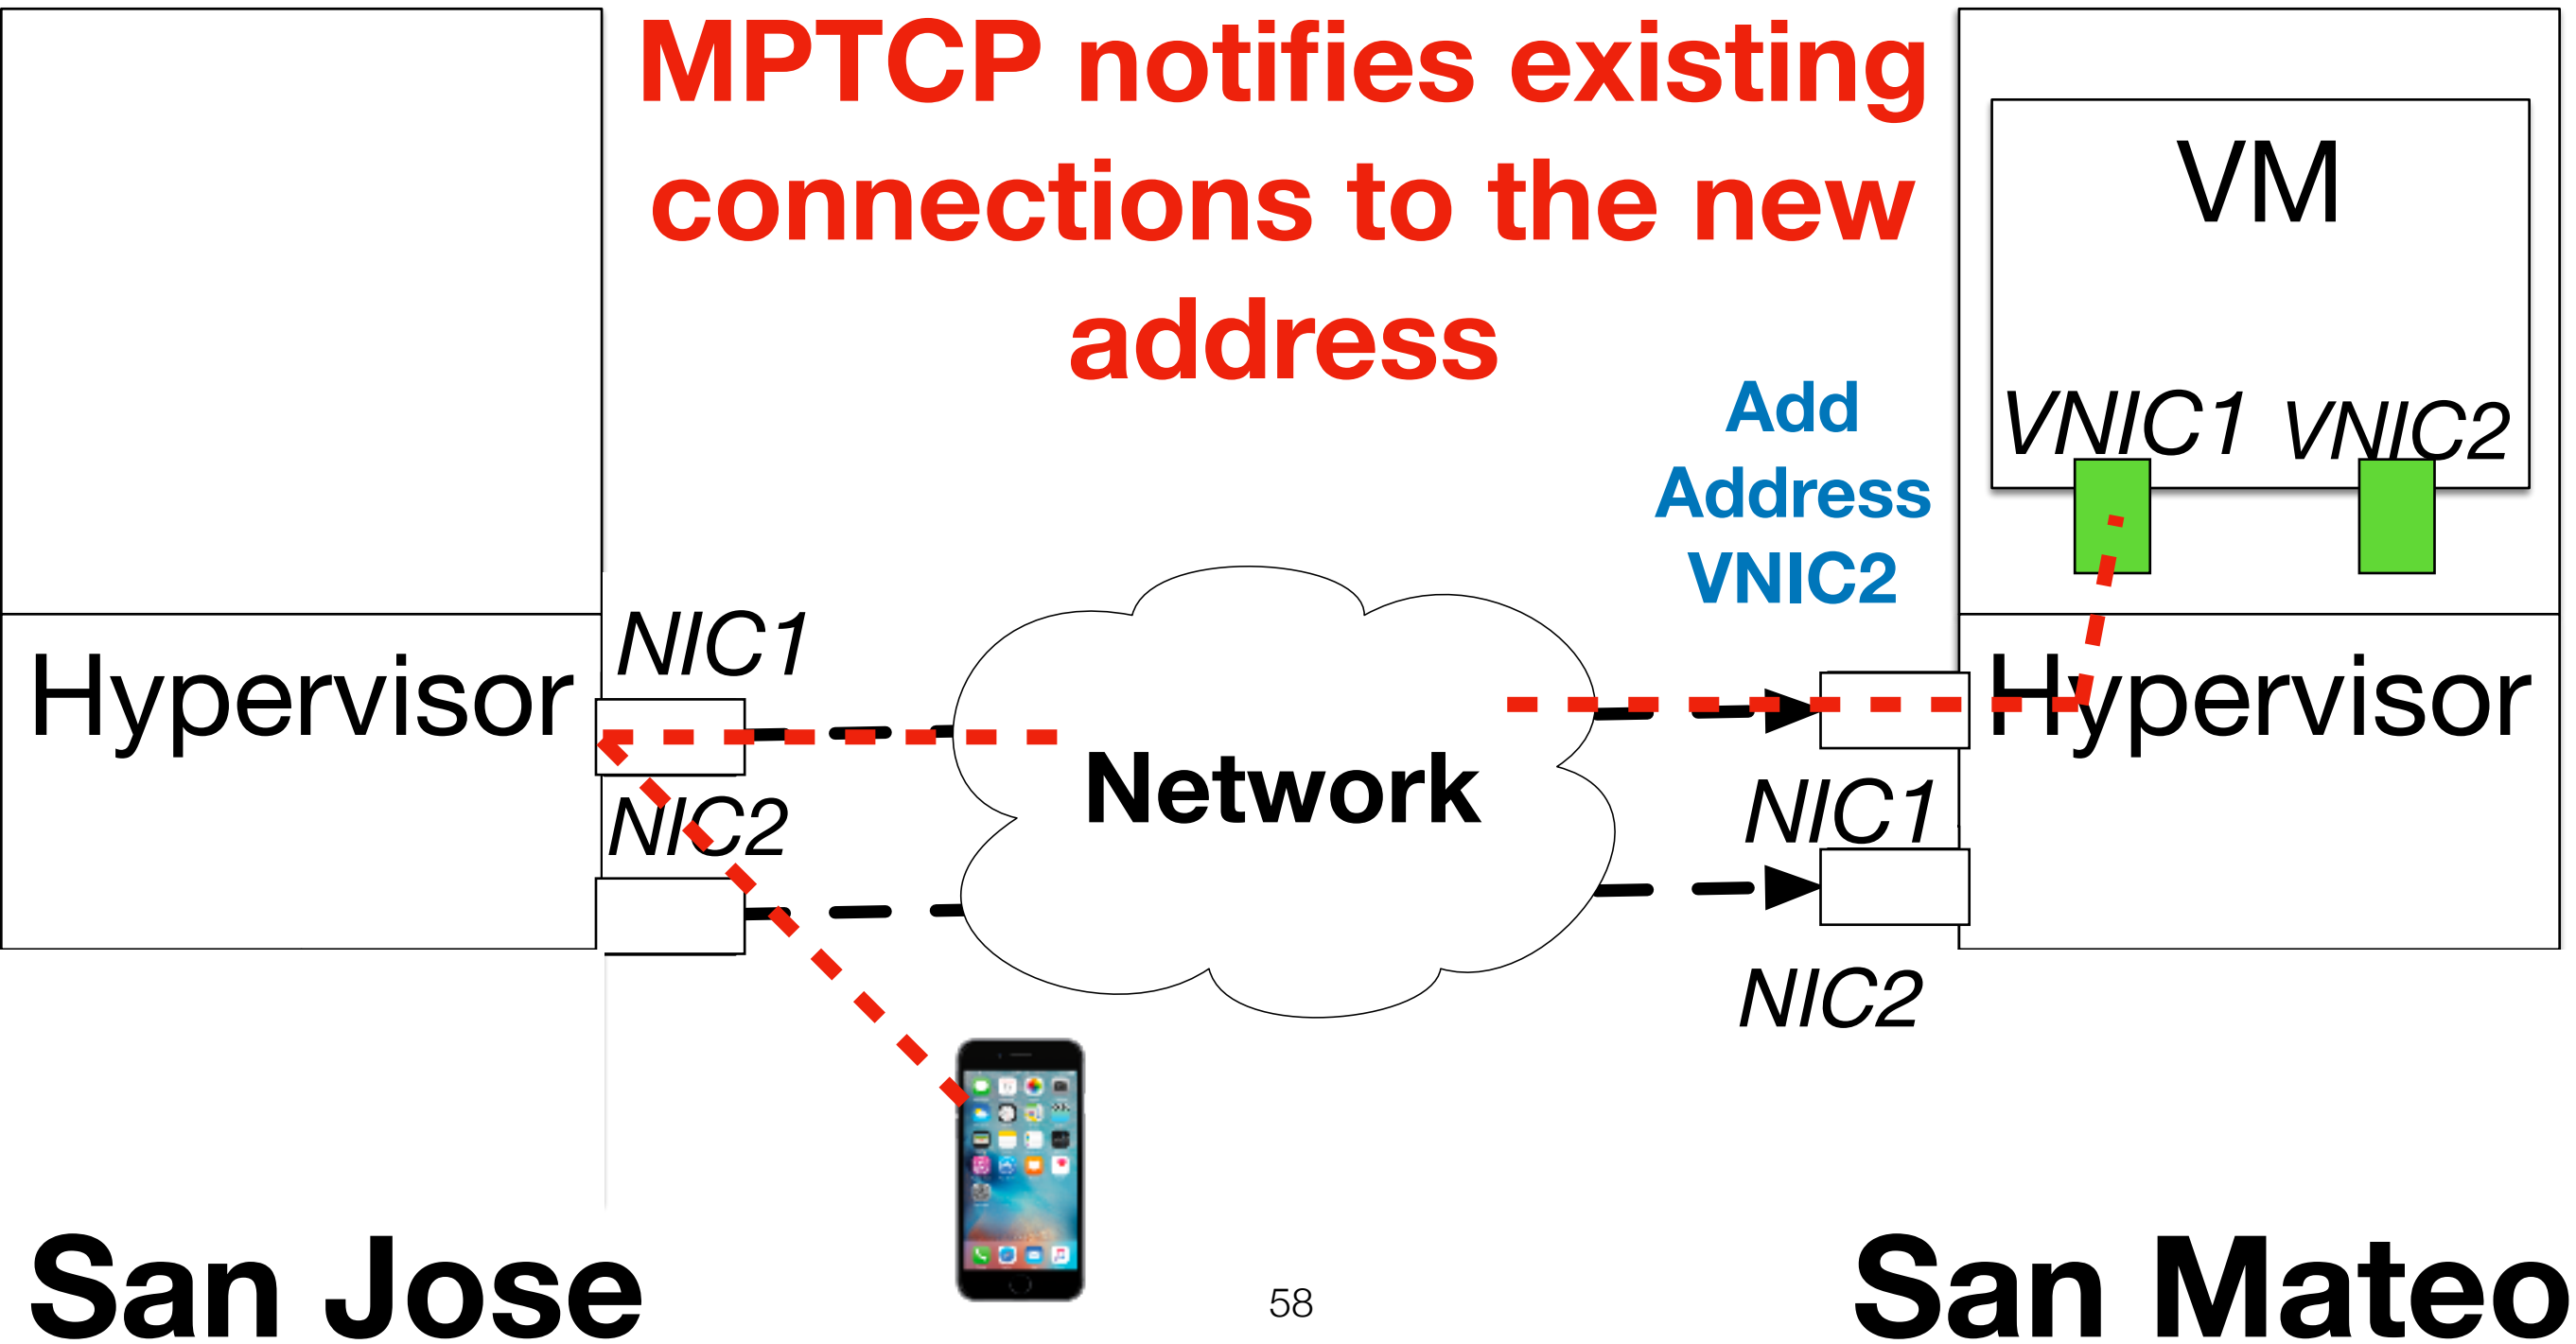 MPTCP notifies existing
connections to the new
address
VM
Add
Address
VNIC2
VNIC1 VNIC2
NIC1
Hypervisor
Hypervisor
Network
NIC2
NIC1
NIC2
San Jose
58
San Mateo